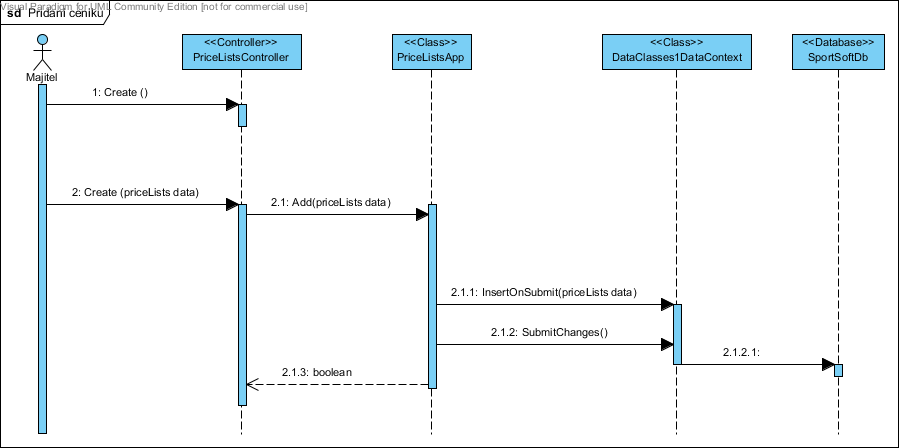 Visual Paradigm for UML Community Edition [not for commercial use]
sd Přidání ceníku
<<Controller>>
PriceListsController
<<Class>>
PriceListsApp
<<Class>>
DataClasses1DataContext
<<Database>>
SportSoftDb
Majitel
1: Create ()
2: Create (priceLists data)
2.1: Add(priceLists data)
2.1.1: InsertOnSubmit(priceLists data)
2.1.2: SubmitChanges()
2.1.2.1:
2.1.3: boolean